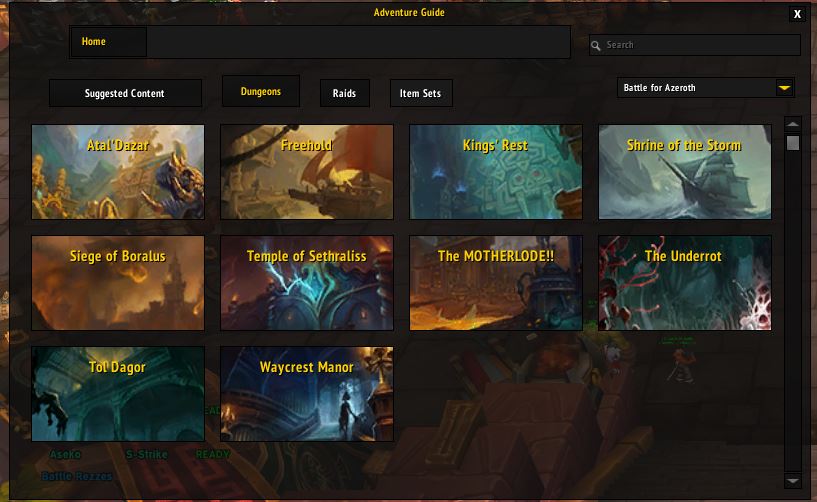 Adventure Guide
X
Home
Search
Suggested Content
Dungeons
Raids
Item Sets
Battle for Azeroth
Atal'Dazar
Freehold
Kings' Rest
Shrine of the Storm
Siege of Boralus
Temple of Sethraliss
The MOTHERLODE!!
The Underrot
Tol Dagor
Waycrest Manor
Aseko
S-Strike
READY
Battle Rezzes